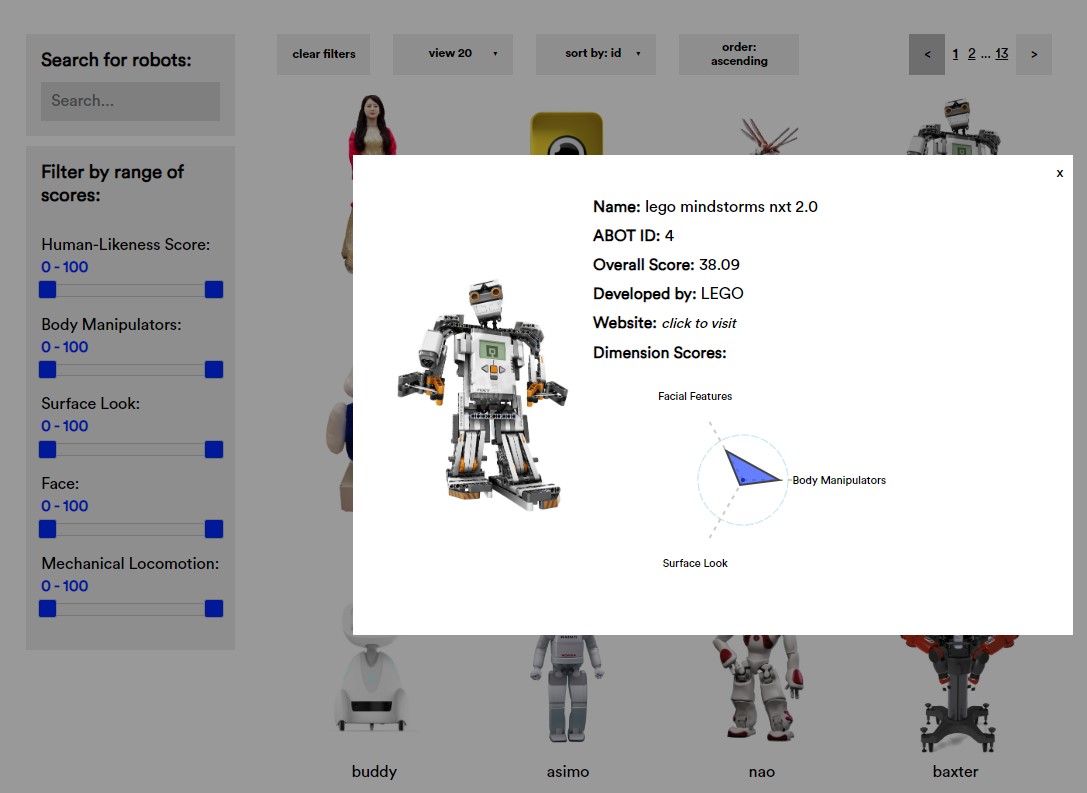 Search for robots:
Search...
clear filters
view 20
sort by: id
order:
ascending
< 1 2 ... 13 >
Filter by range of
scores:
Human-Likeness Score:
0 - 100
Body Manipulators:
0 - 100
Surface Look:
0 - 100
Face:
0 - 100
Mechanical Locomotion:
0 - 100
x
Name: lego mindstorms nxt 2.0
ABOT ID: 4
Overall Score: 38.09
Developed by: LEGO
Website: click to visit
Dimension Scores:
Facial Features
Body Manipulators
Surface Look
buddy
asimo
nao
baxter